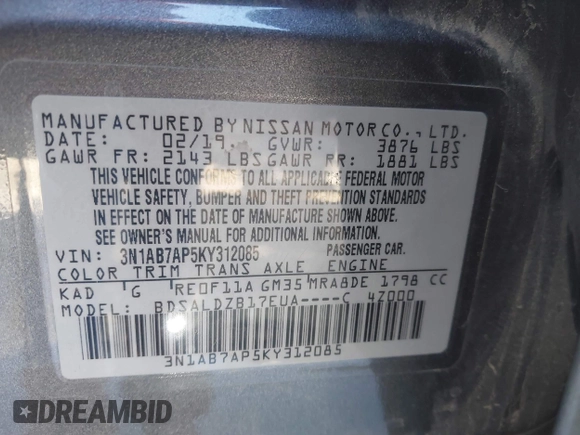 MANUFACTURED BY NISSAN MOTOR CO., LTD.
DATE: 02/19 GVWR: 3876 LBS
GAWR FR: 2143 LBS GAWR RR: 1881 LBS
THIS VEHICLE CONFORMS TO ALL APPLICABLE FEDERAL MOTOR
VEHICLE SAFETY, BUMPER AND THEFT PREVENTION STANDARDS
IN EFFECT ON THE DATE OF MANUFACTURE SHOWN ABOVE.
SEE OWNER'S MANUAL FOR ADDITIONAL INFORMATION.
VIN: 3N1AB7AP5KY312085 PASSENGER CAR.
COLOR TRIM TRANS AXLE ENGINE
KAD G RE0F11A GM35 MRA8DE 1798 CC
MODEL: BDSALDZB17EUA----C 4Z000
3N1AB7AP5KY312085
DREAMBID